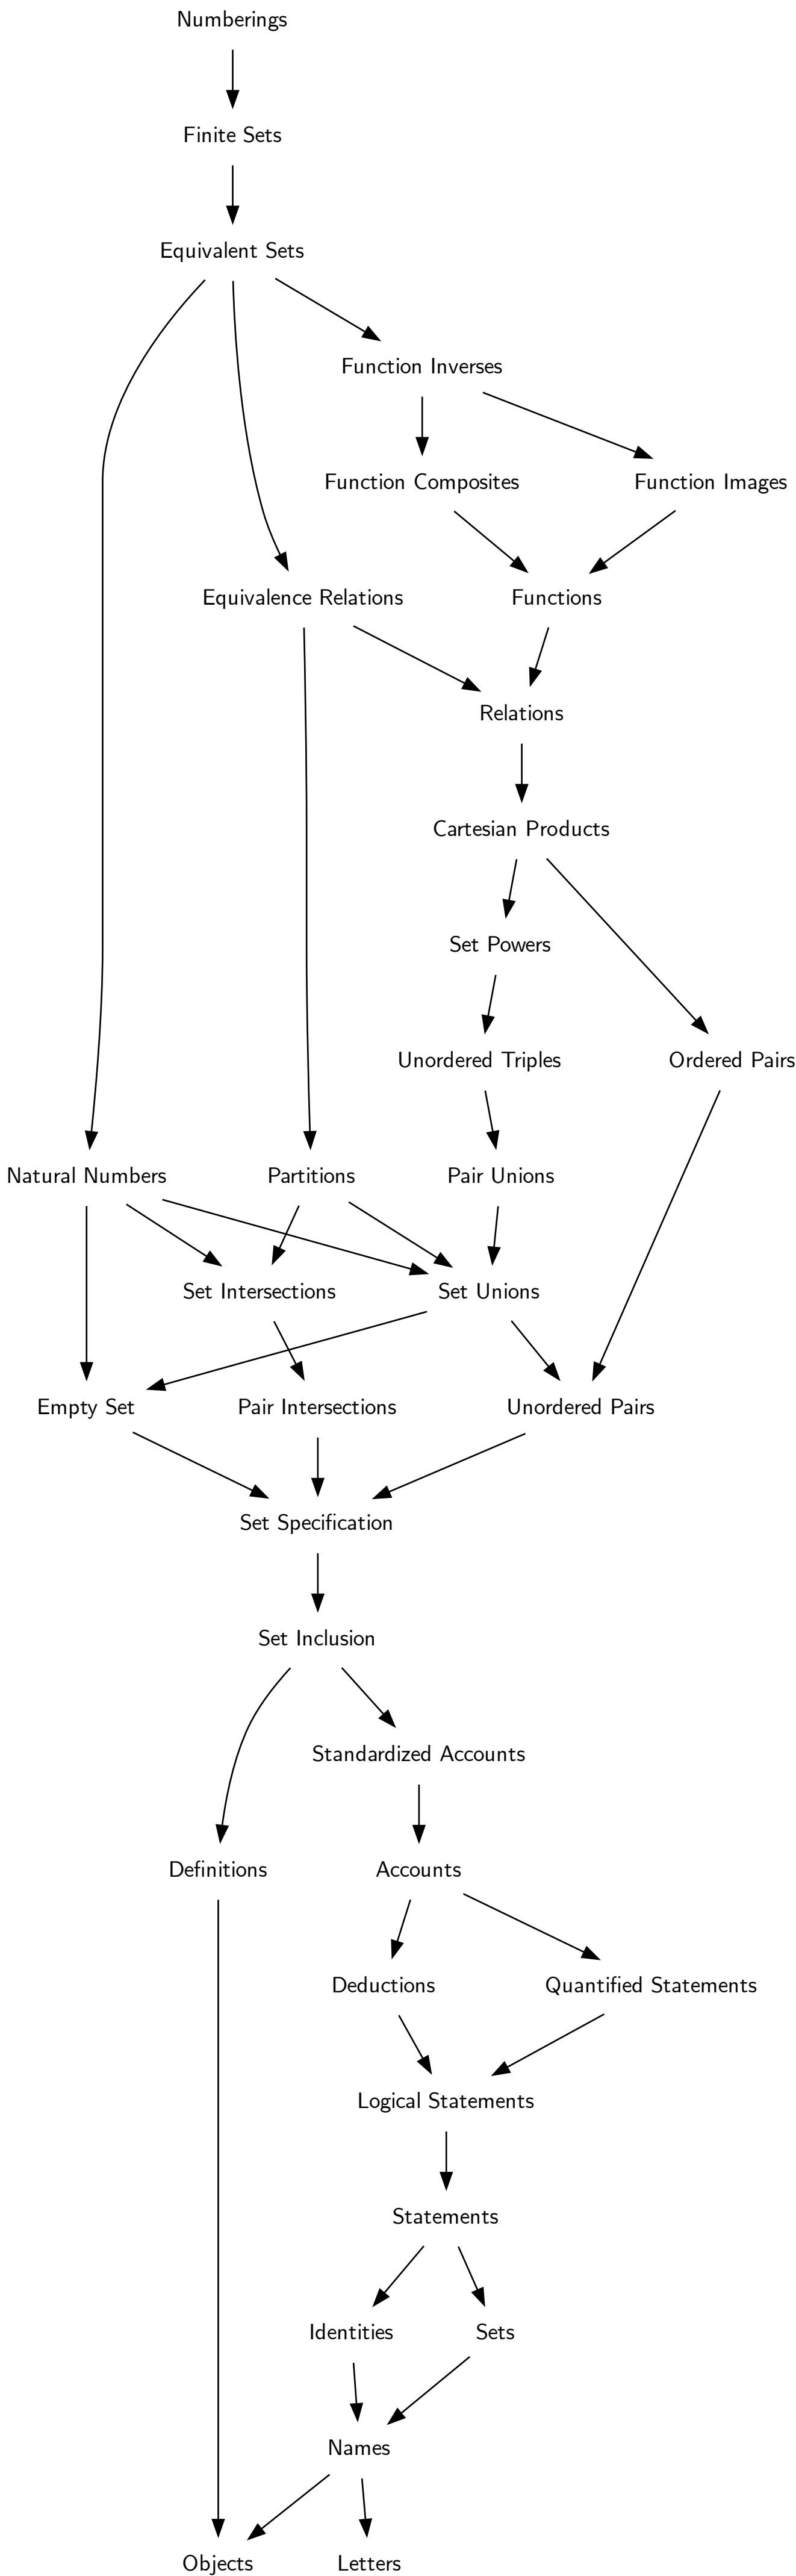 Numberings
Finite Sets
Equivalent Sets
Function Inverses
Function Composites
Function Images
Equivalence Relations
Functions
Relations
Cartesian Products
Set Powers
Unordered Triples
Ordered Pairs
Natural Numbers
Partitions
Pair Unions
Set Intersections
Set Unions
Empty Set
Pair Intersections
Unordered Pairs
Set Specification
Set Inclusion
Standardized Accounts
Definitions
Accounts
Deductions
Quantified Statements
Logical Statements
Statements
Identities
Sets
Names
Objects
Letters